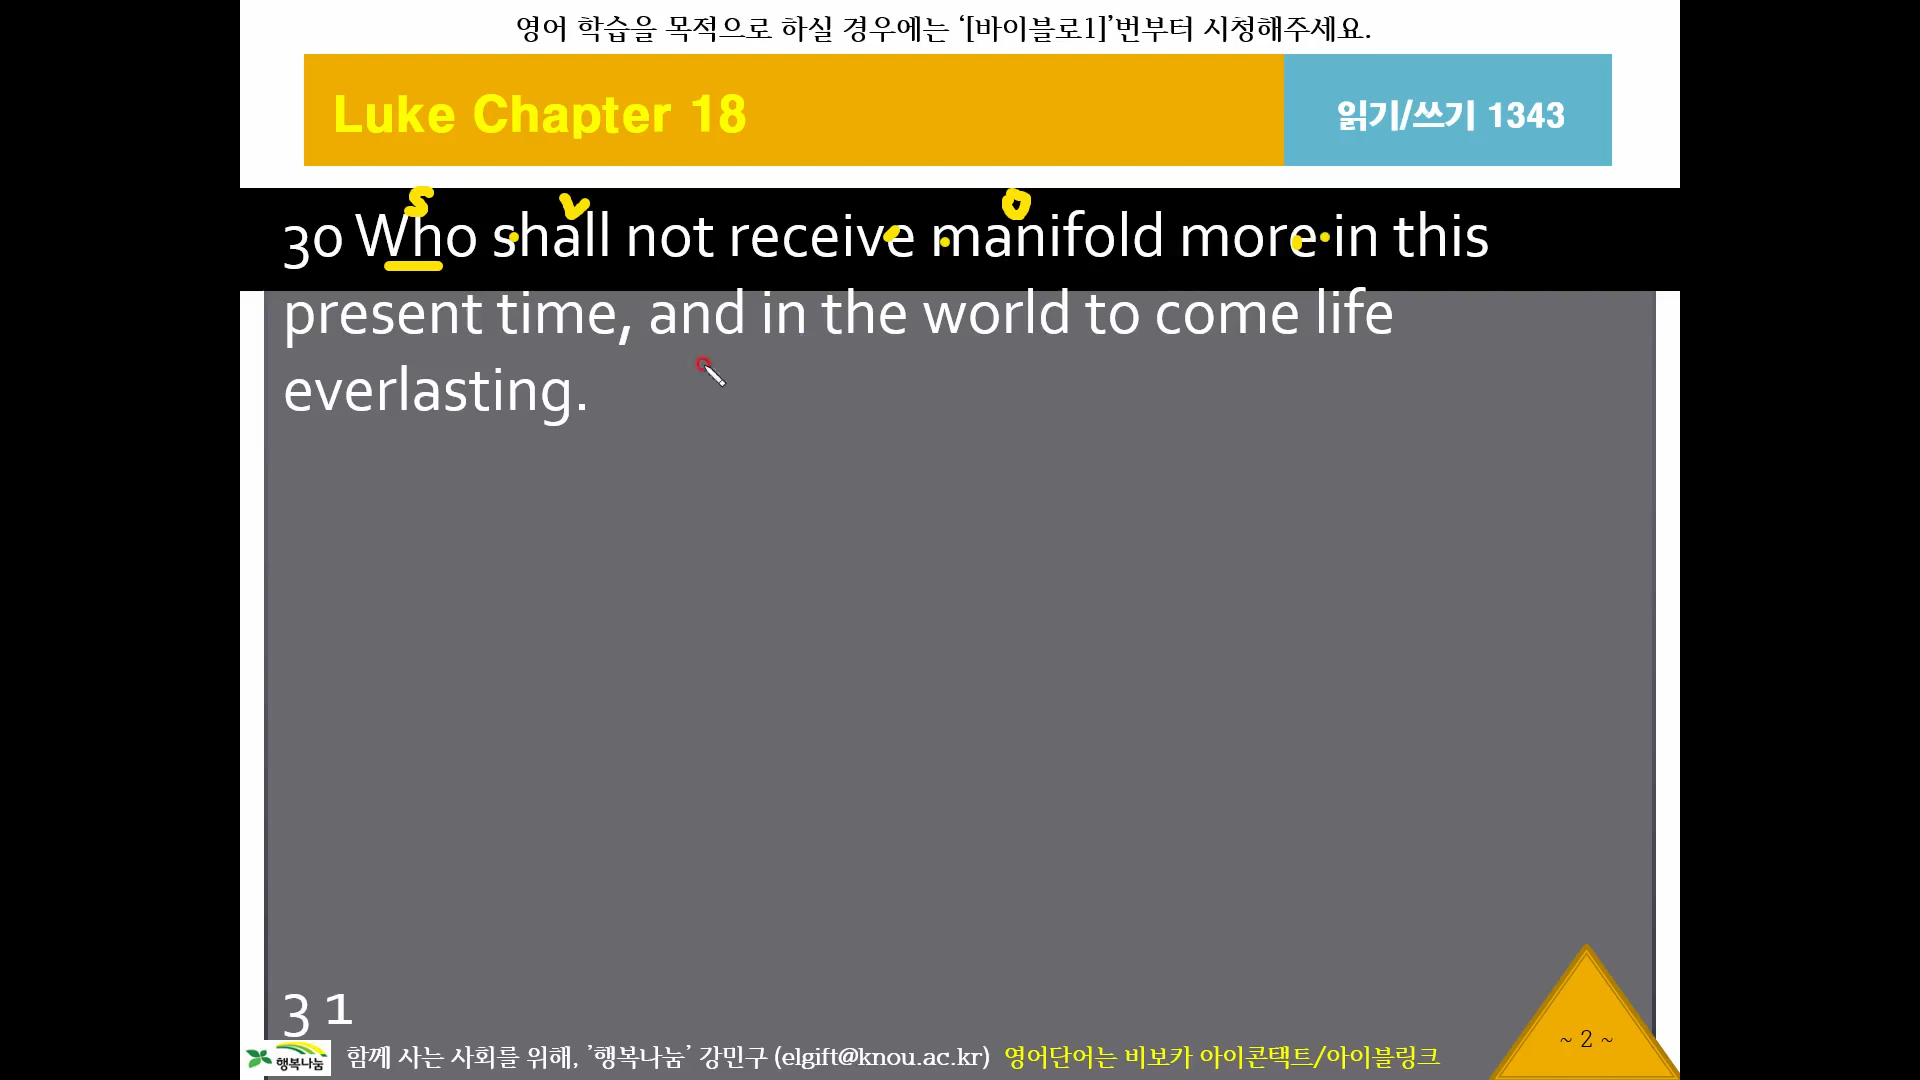 영어 학습을 목적으로 하실 경우에는 ‘[바이블로1]’번부터 시청해주세요.
Luke Chapter 18
읽기/쓰기 1343
s v o
30 Who shall not receive manifold more in this
present time, and in the world to come life
everlasting.
31
~ 2 ~
행복나눔 함께 사는 사회를 위해, ’행복나눔’ 강민구 (elgift@knou.ac.kr) 영어단어는 비보카 아이콘택트/아이블링크